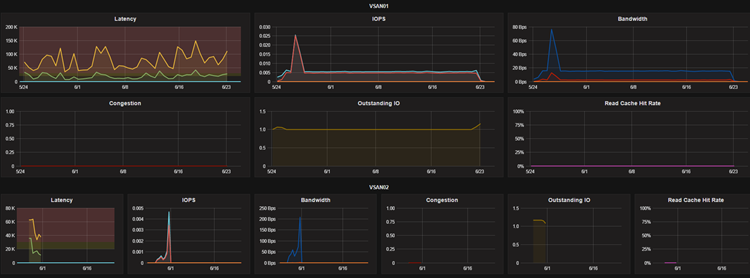 VSAN01
Latency IOPS Bandwidth
200 K 0.030 80 Bps
150 K 0.025 60 Bps
100 K 0.020 40 Bps
50 K 0.015 20 Bps
0 0.010 0 Bps
0.005
0
5/24 6/1 6/8 6/16 6/23 5/24 6/1 6/8 6/16 6/23 5/24 6/1 6/8 6/16 6/23
Congestion Outstanding IO Read Cache Hit Rate
1.00 1.5 100%
0.75 1.0 75%
0.50 0.5 50%
0.25 0 25%
0 0%
5/24 6/1 6/8 6/16 6/23 5/24 6/1 6/8 6/16 6/23 5/24 6/1 6/8 6/16 6/23
VSAN02
Latency IOPS Bandwidth Congestion Outstanding IO Read Cache Hit Rate
80 K 0.005 250 Bps 1.00 1.5 100%
60 K 0.004 200 Bps 0.75 1.0 75%
40 K 0.003 150 Bps 0.50 0.5 50%
20 K 0.002 100 Bps 0.25 0 25%
0 0.001 50 Bps 0 0%
0 0 Bps
6/1 6/16 6/1 6/16 6/1 6/16 6/1 6/16 6/1 6/16 6/1 6/16